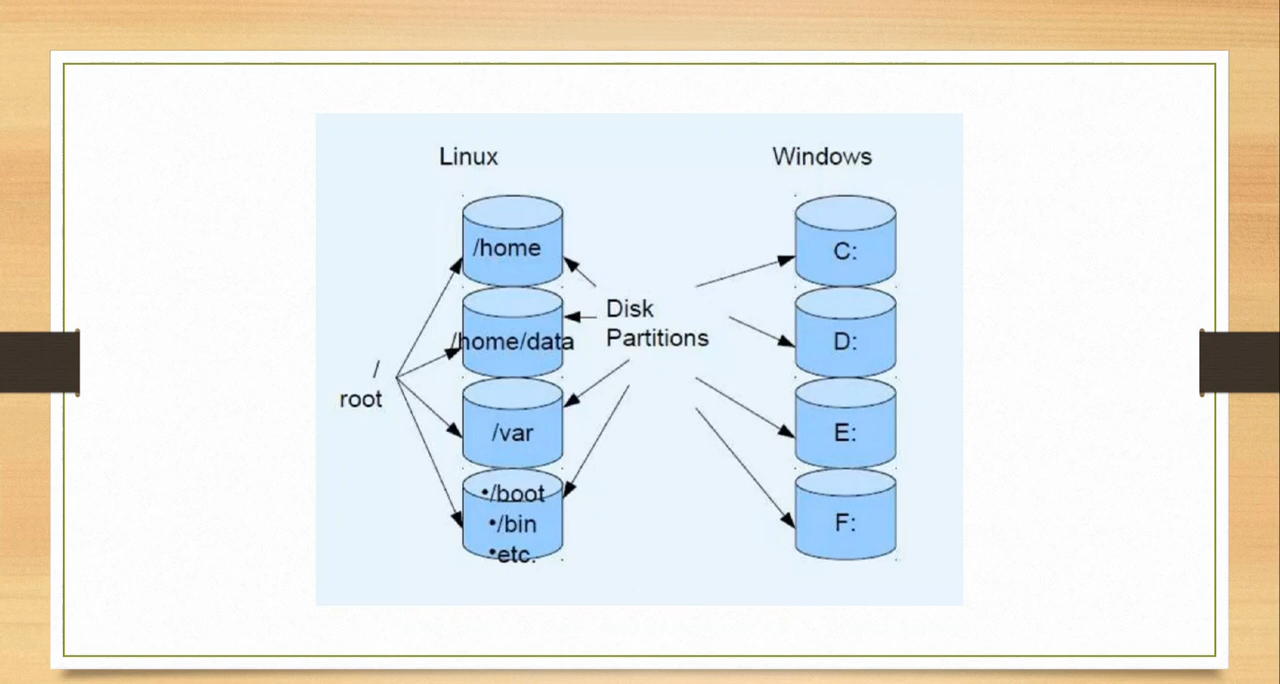 Linux
Windows
/home
/home/data
/var
•/boot
•/bin
•etc.
/
root
Disk
Partitions
C:
D:
E:
F: